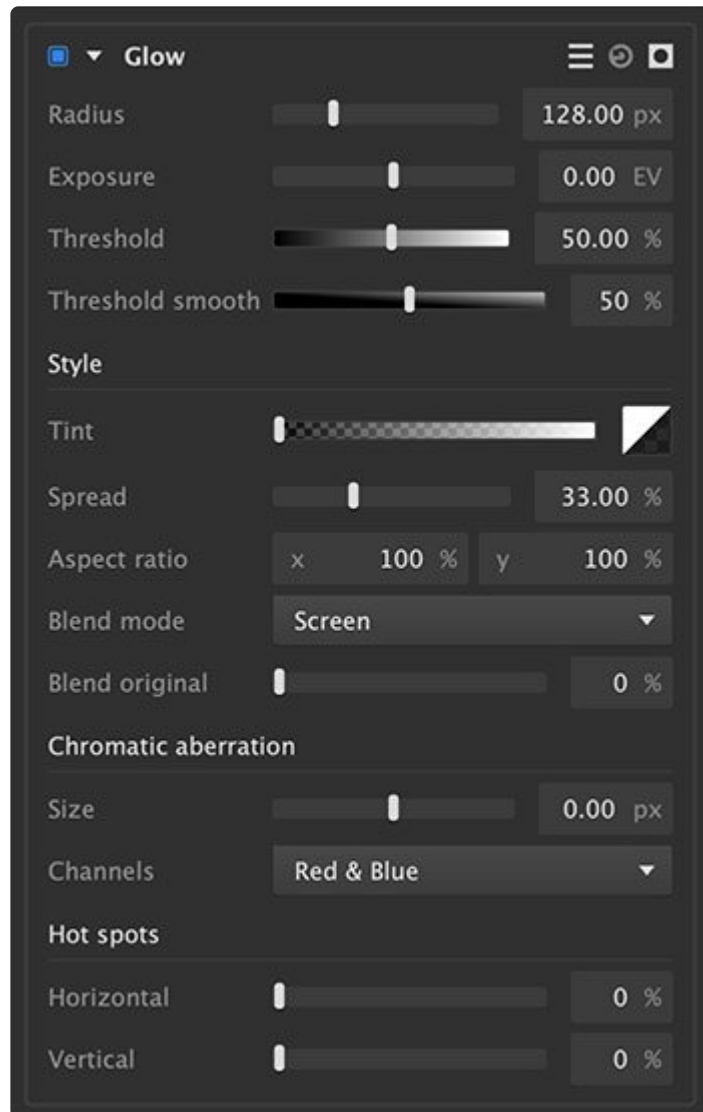 Glow
Radius 128.00 px
Exposure 0.00 EV
Threshold 50.00 %
Threshold smooth 50 %
Style
Tint
Spread 33.00 %
Aspect ratio x 100 % y 100 %
Blend mode Screen
Blend original 0 %
Chromatic aberration
Size 0.00 px
Channels Red & Blue
Hot spots
Horizontal 0 %
Vertical 0 %